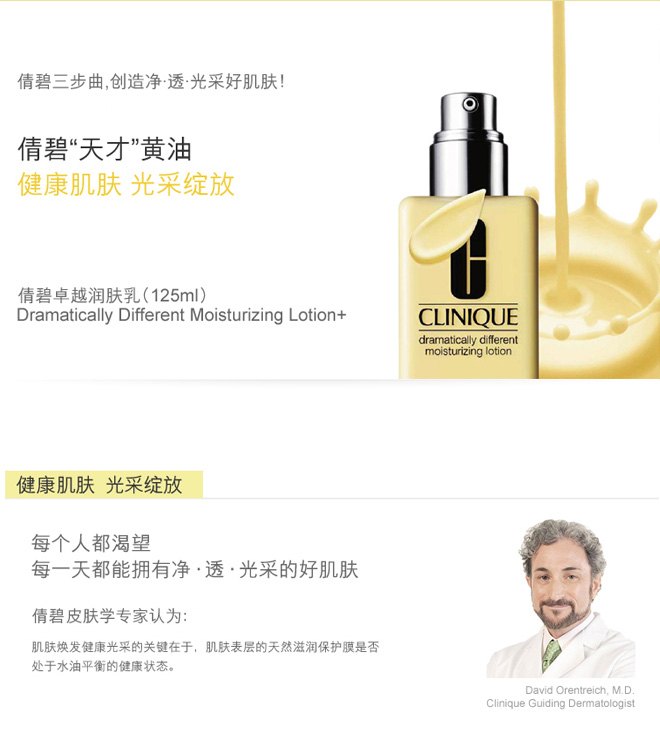 倩碧三步曲,创造净·透·光采好肌肤!
倩碧“天才”黄油
健康肌肤 光采绽放
倩碧卓越润肤乳(125ml)
Dramatically Different Moisturizing Lotion+
CLINIQUE
dramatically different
moisturizing lotion
健康肌肤 光采绽放
每个人都渴望
每一天都能拥有净·透·光采的好肌肤
倩碧皮肤学专家认为:
肌肤焕发健康光采的关键在于，肌肤表层的天然滋润保护膜是否
处于水油平衡的健康状态。
David Orentreich, M.D.
Clinique Guiding Dermatologist